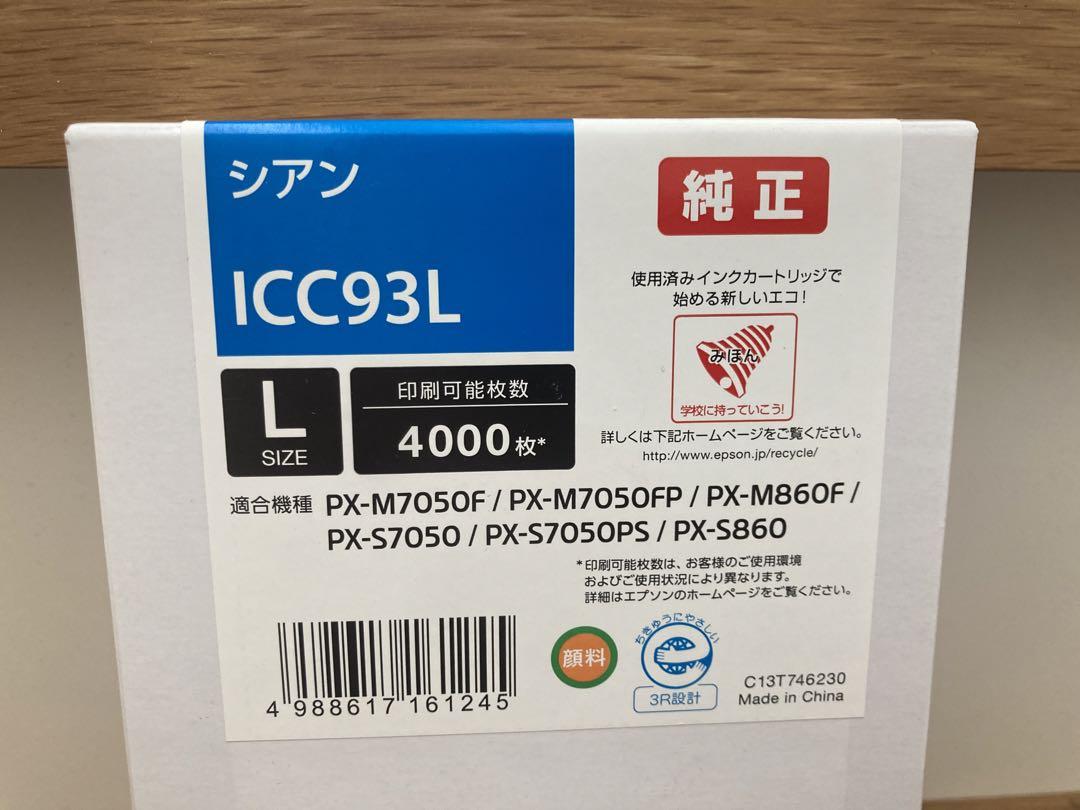 シアン
ICC93L
L
SIZE
印刷可能枚数
4000枚*
純正
使用済みインクカートリッジで
始める新しいエコ!
みほん
学校に持っていこう!
詳しくは下記ホームページをご覧ください。
http://www.epson.jp/recycle/
適合機種 PX-M7050F / PX-M7050FP / PX-M860F /
PX-S7050 / PX-S7050PS / PX-S860
*印刷可能枚数は、お客様のご使用環境
およびご使用状況により異なります。
詳細はエプソンのホームページをご覧ください。
4 988617 161245
顔料
ちきゅうにやさしい
e
3R設計
C13T746230
Made in China